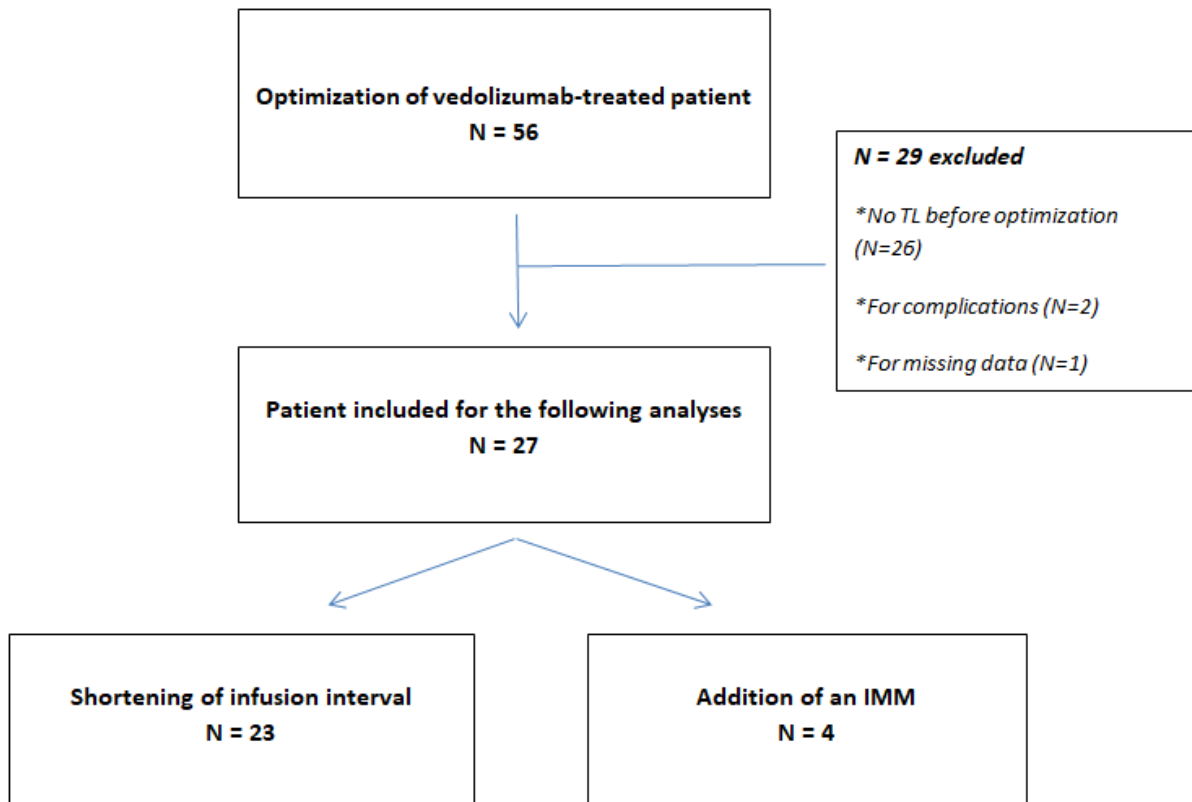 Optimization of vedolizumab-treated patient
N = 56
N = 29 excluded
*No TL before optimization
(N=26)
*For complications (N=2)
*For missing data (N=1)
Patient included for the following analyses
N = 27
Shortening of infusion interval
N = 23
Addition of an IMM
N = 4